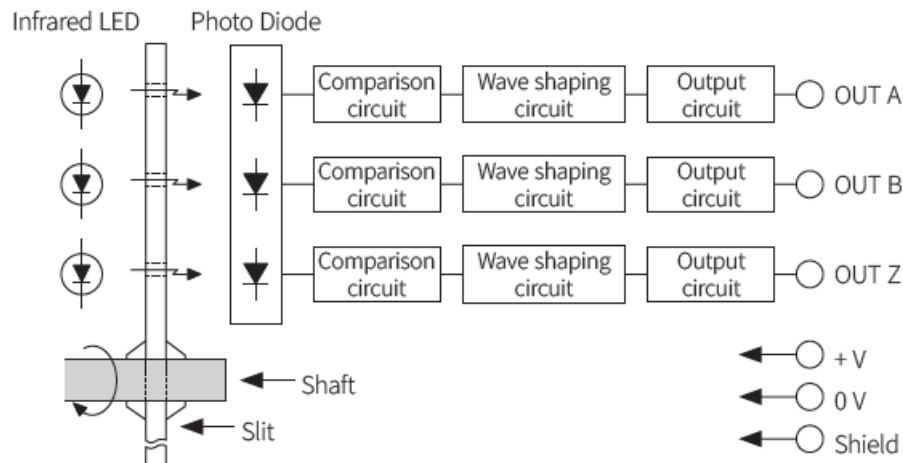 Infrared LED
Photo Diode
Comparison
circuit
Wave shaping
circuit
Output
circuit
OUT A
Comparison
circuit
Wave shaping
circuit
Output
circuit
OUT B
Comparison
circuit
Wave shaping
circuit
Output
circuit
OUT Z
Shaft
Slit
+ V
0 V
Shield